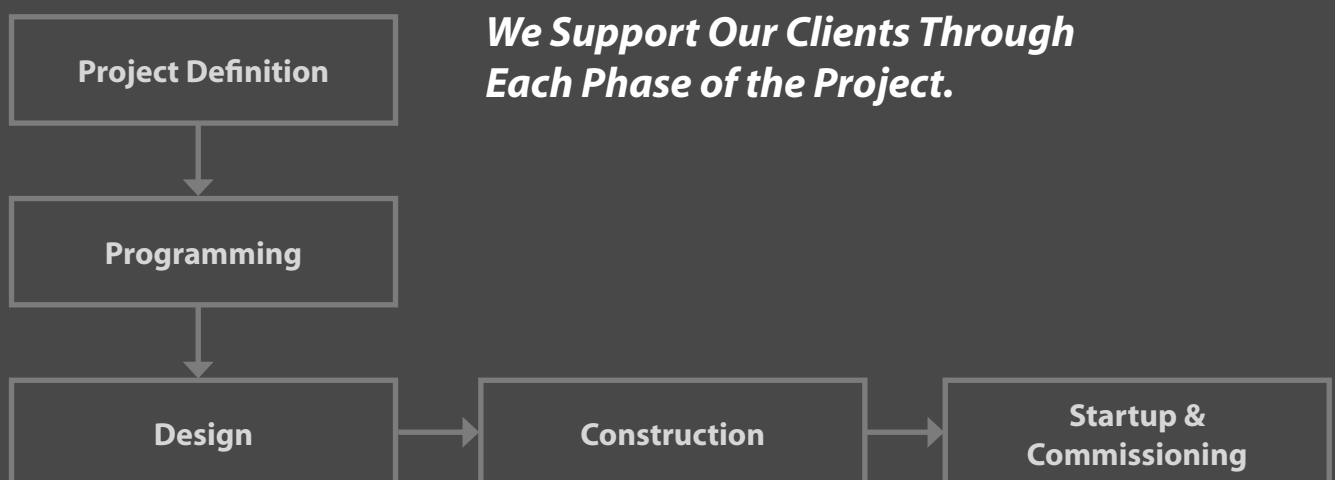 We Support Our Clients Through
Each Phase of the Project.
Project Definition
Programming
Design
Construction
Startup &
Commissioning